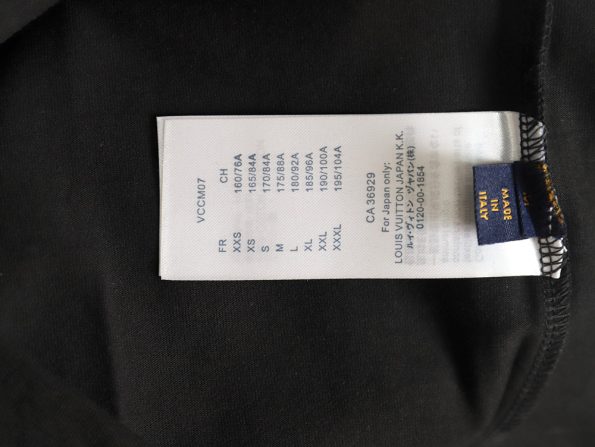 VCCM07
FR CH
XXS 160/76A
XS 165/84A
S 170/84A
M 175/88A
L 180/92A
XL 185/96A
XXL 190/100A
XXXL 195/104A
CA 36929
For Japan only:
LOUIS VUITTON JAPAN K.K.
ルイ・ヴィトン ジャパン(株)
0120-00-1854
MADE
IN
ITALY